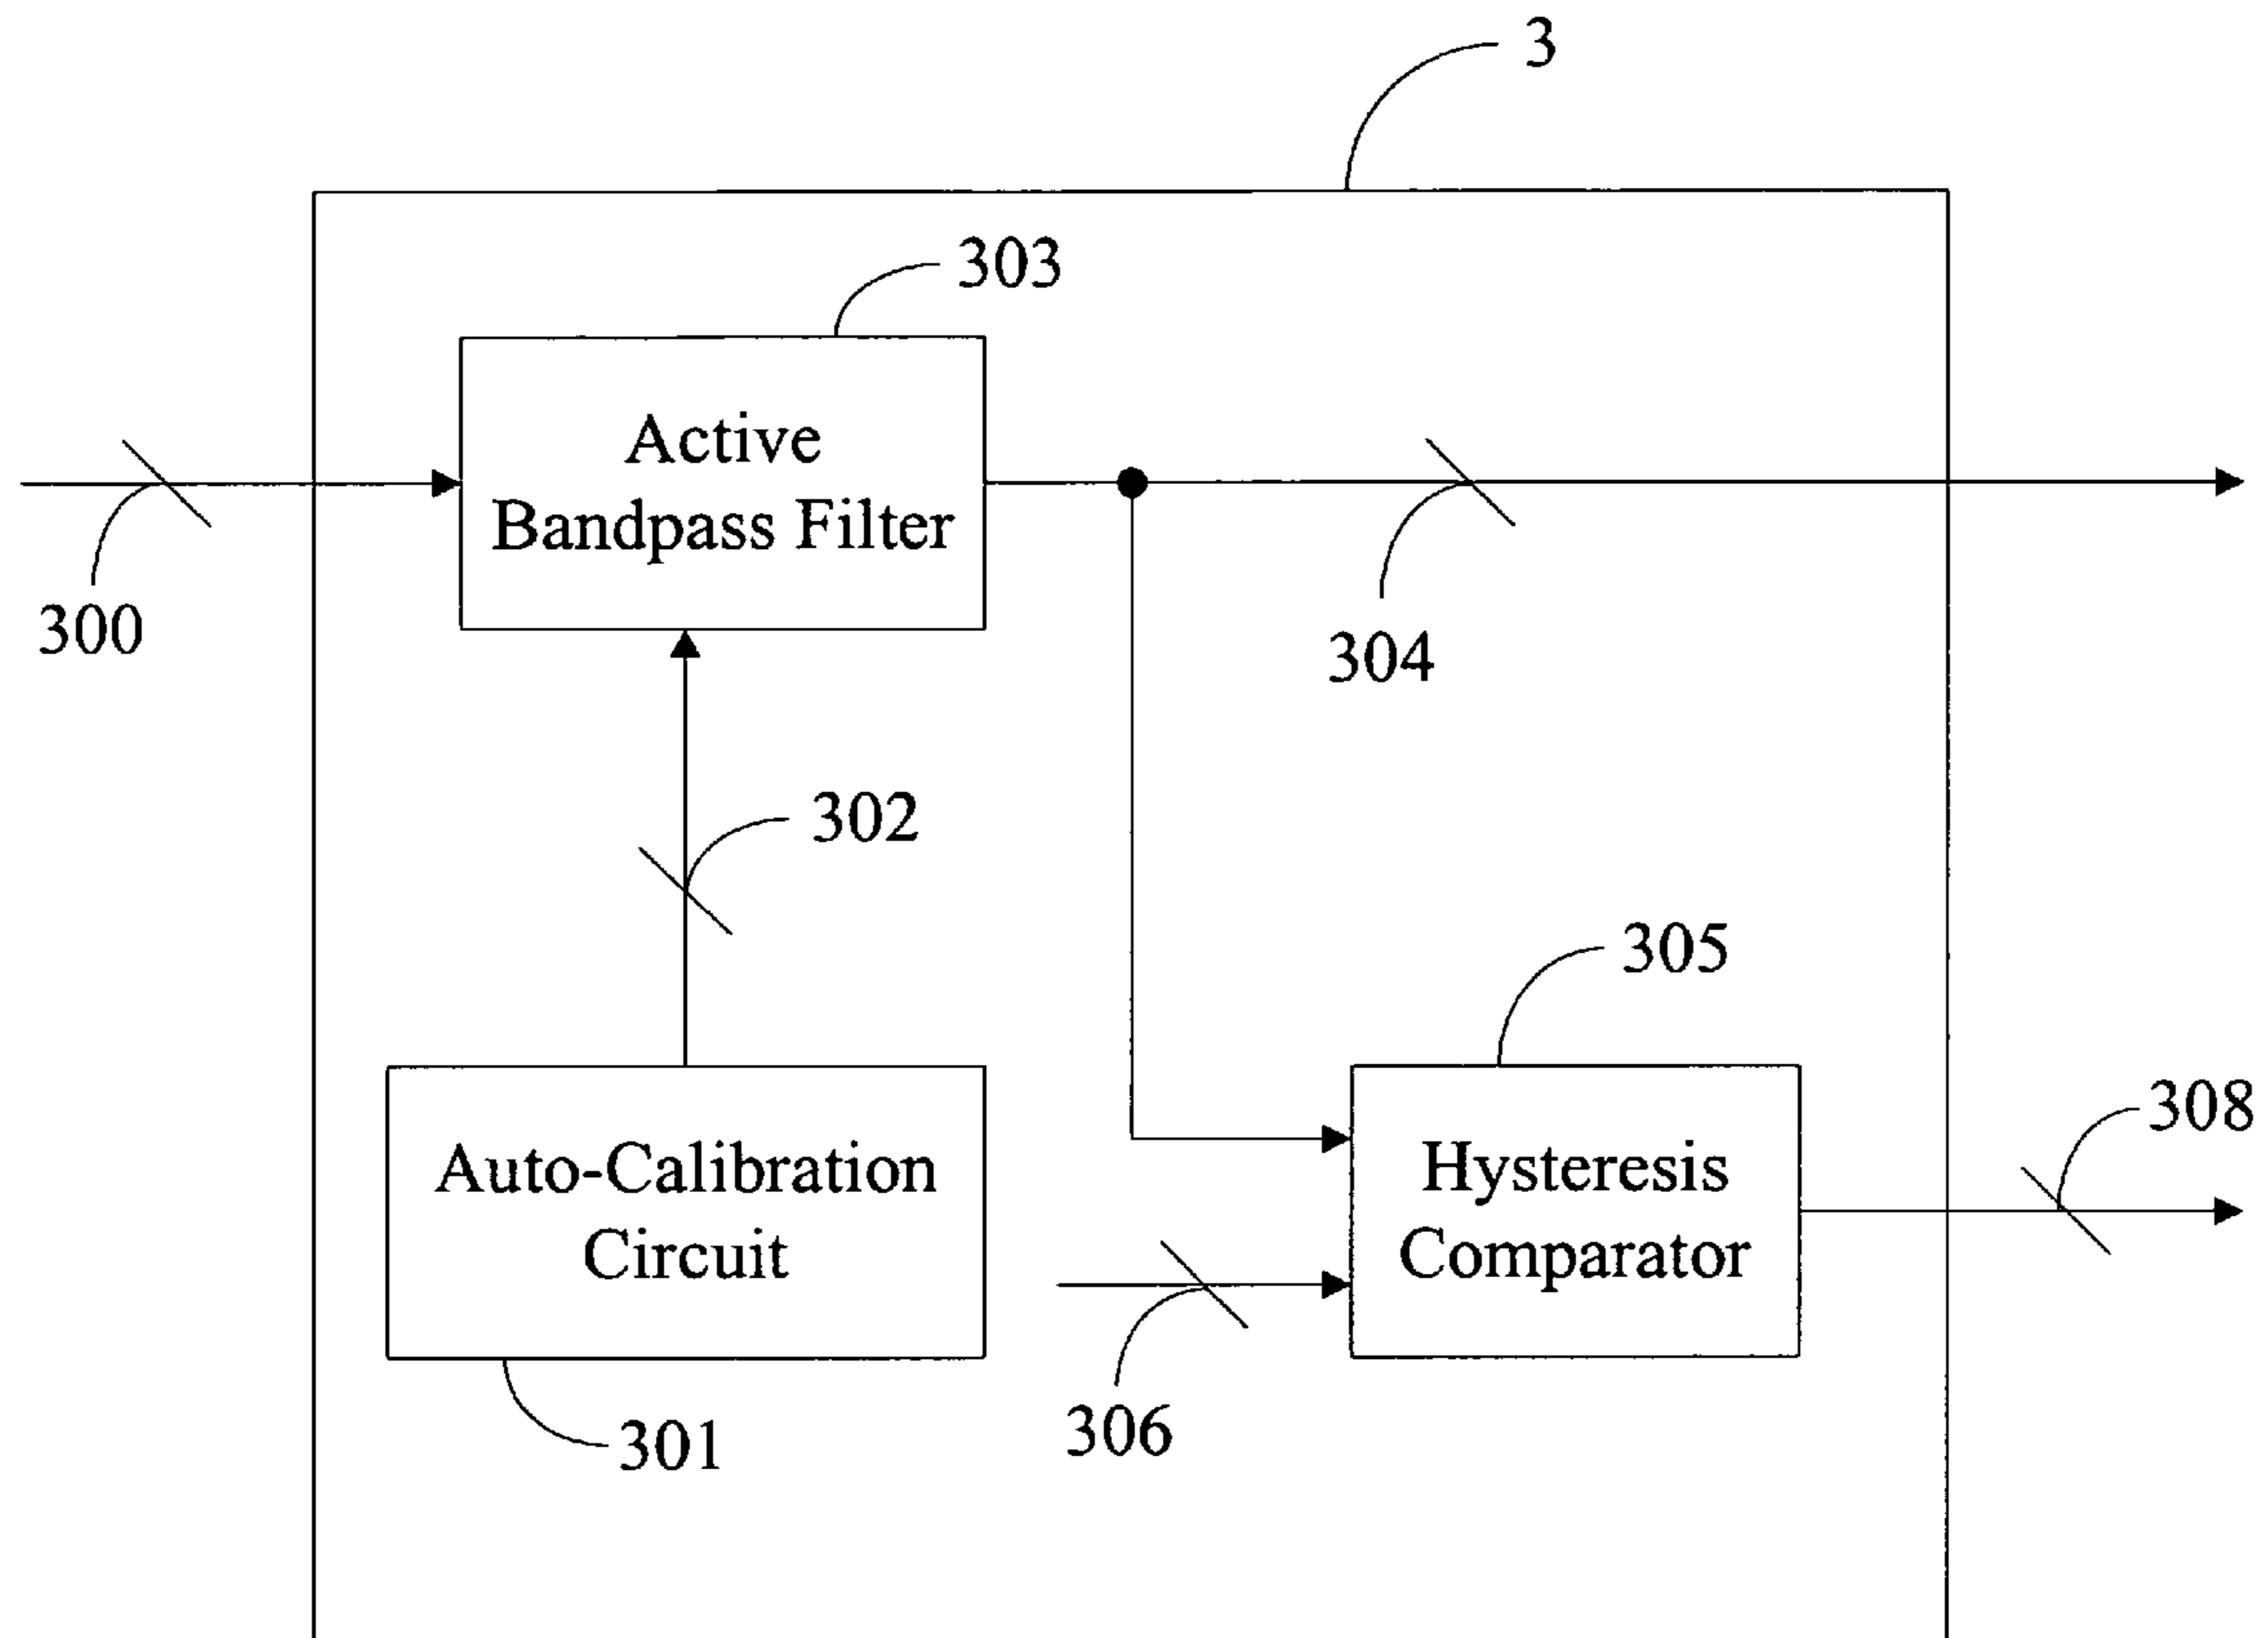 3
303
Active
Bandpass Filter
300
304
302
305
308
Auto-Calibration
Circuit
Hysteresis
Comparator
306
301